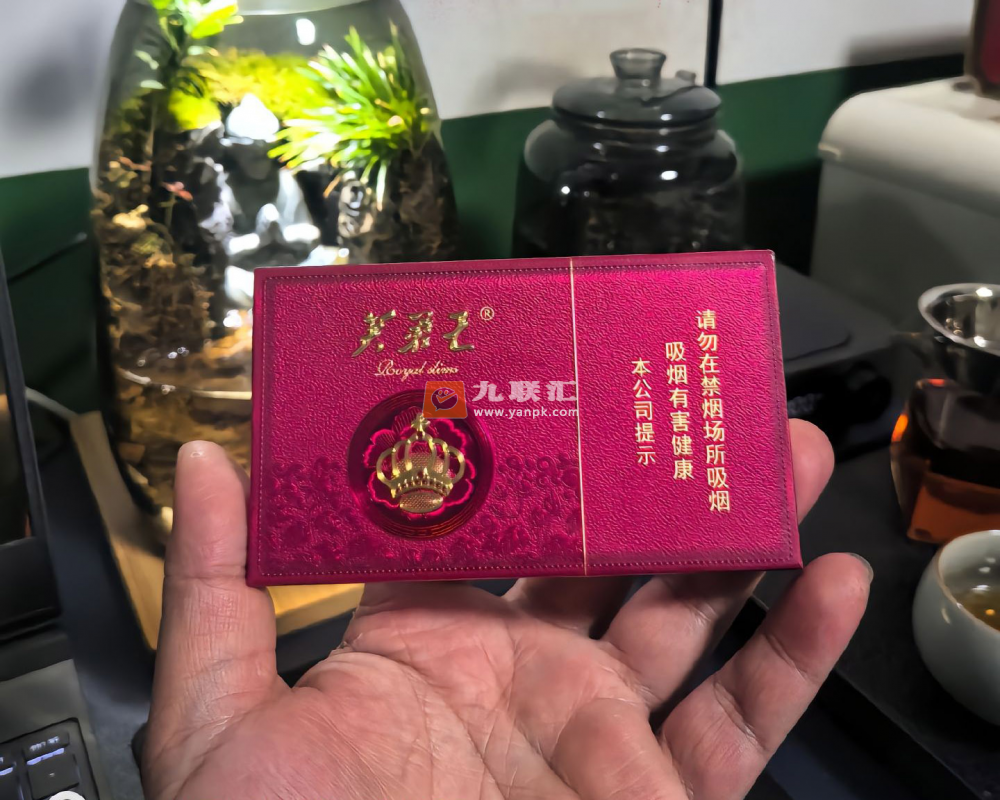 芙蓉王®
Royal slims
九联汇
www.yanpk.com
请勿在禁烟场所吸烟
吸烟有害健康
本公司提示